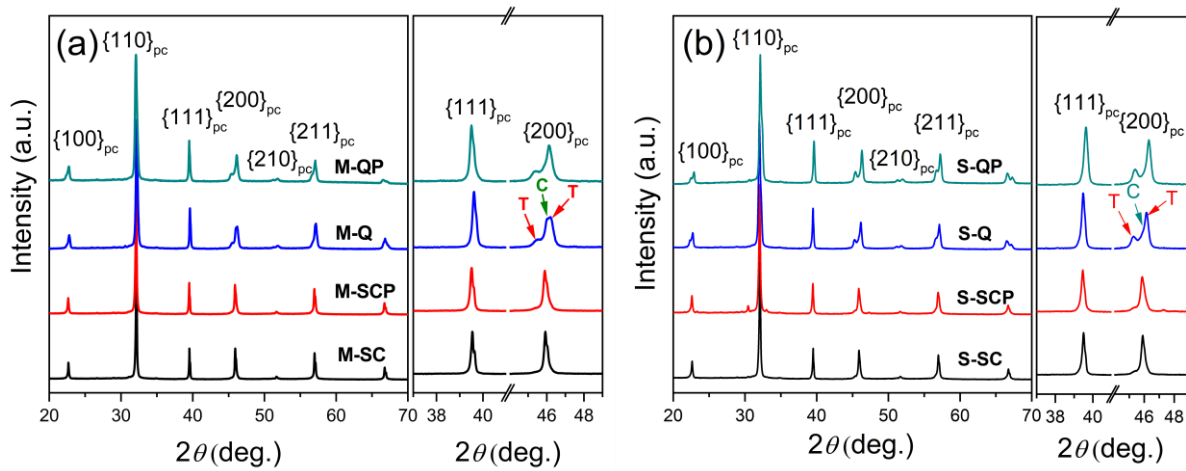 (a)
{110}pc
{100}pc
{111}pc
{200}pc
{210}pc
{211}pc
M-QP
M-Q
M-SCP
M-SC
Intensity (a.u.)
20 30 40 50 60 70
2θ (deg.)
{111}pc
{200}pc
T
C
T
38 40 46 48
2θ (deg.)
(b)
{110}pc
{100}pc
{111}pc
{200}pc
{210}pc
{211}pc
S-QP
S-Q
S-SCP
S-SC
Intensity (a.u.)
20 30 40 50 60 70
2θ (deg.)
{111}pc
{200}pc
T
C
T
38 40 46 48
2θ (deg.)